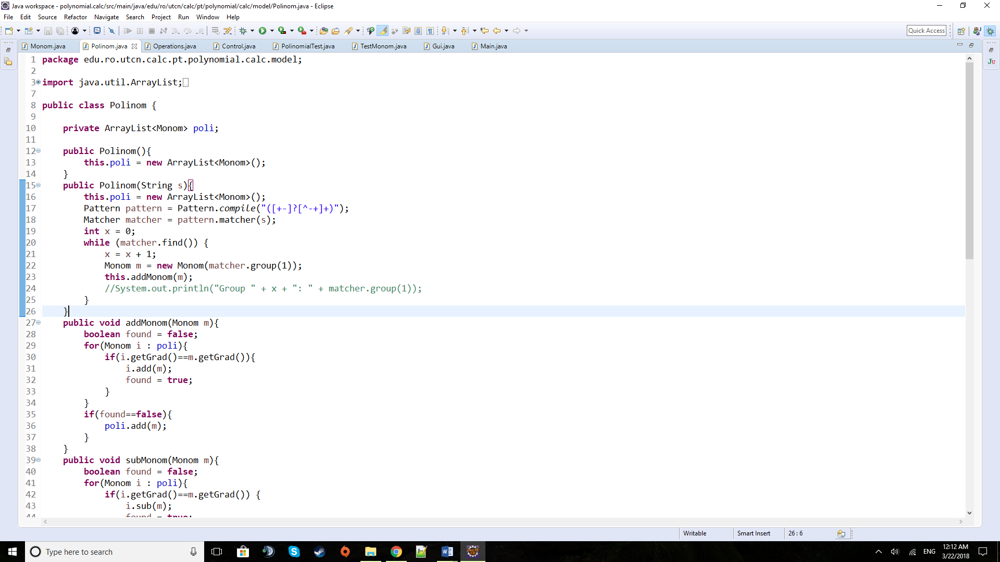 Java workspace - polynomial.calc/src/main/java/edu/ro/utcn/calc/pt/polynomial/calc/model/Polinom.java - Eclipse
File Edit Source Refactor Navigate Search Project Run Window Help
Quick Access
Monom.java Polinom.java Operations.java Control.java PolinomialTest.java TestMonom.java Gui.java Main.java
1 package edu.ro.utcn.calc.pt.polynomial.calc.model;
2
3 import java.util.ArrayList;
7
8 public class Polinom {
9
10 private ArrayList<Monom> poli;
11
12 public Polinom(){
13 this.poli = new ArrayList<Monom>();
14 }
15 public Polinom(String s){
16 this.poli = new ArrayList<Monom>();
17 Pattern pattern = Pattern.compile("([+-]?[^-+]+)");
18 Matcher matcher = pattern.matcher(s);
19 int x = 0;
20 while (matcher.find()) {
21 x = x + 1;
22 Monom m = new Monom(matcher.group(1));
23 this.addMonom(m);
24 //System.out.println("Group " + x + ": " + matcher.group(1));
25 }
26 }
27 public void addMonom(Monom m){
28 boolean found = false;
29 for(Monom i : poli){
30 if(i.getGrad()==m.getGrad()){
31 i.add(m);
32 found = true;
33 }
34 }
35 if(found==false){
36 poli.add(m);
37 }
38 }
39 public void subMonom(Monom m){
40 boolean found = false;
41 for(Monom i : poli){
42 if(i.getGrad()==m.getGrad()) {
43 i.sub(m);
44 found = true;
Writable Smart Insert 26 : 6
Type here to search
ENG
12:12 AM
3/22/2018